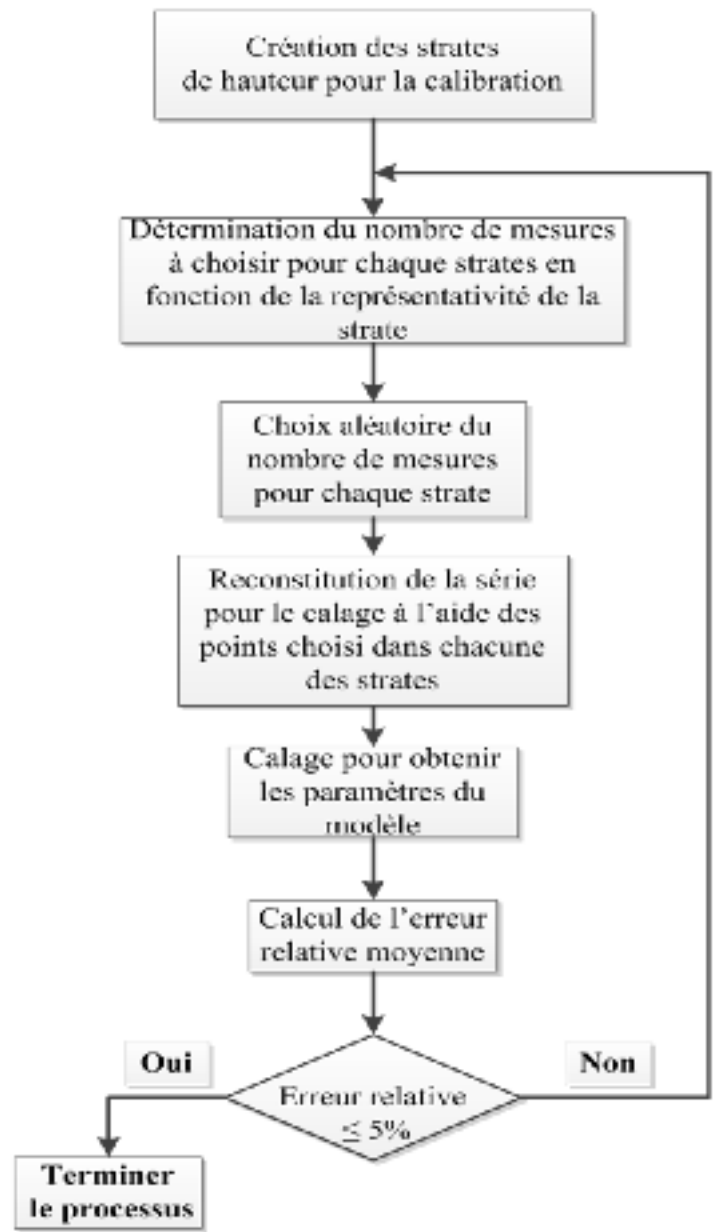 Création des strates
de hauteur pour la calibration
Détermination du nombre de mesures
à choisir pour chaque strates en
fonction de la représentativité de la
strate
Choix aléatoire du
nombre de mesures
pour chaque strate
Reconstitution de la série
pour le calage à l'aide des
points choisi dans chacune
des strates
Calage pour obtenir
les paramètres du
modèle
Calcul de l'erreur
relative moyenne
Oui
Non
Erreur relative
≤ 5%
Terminer
le processus